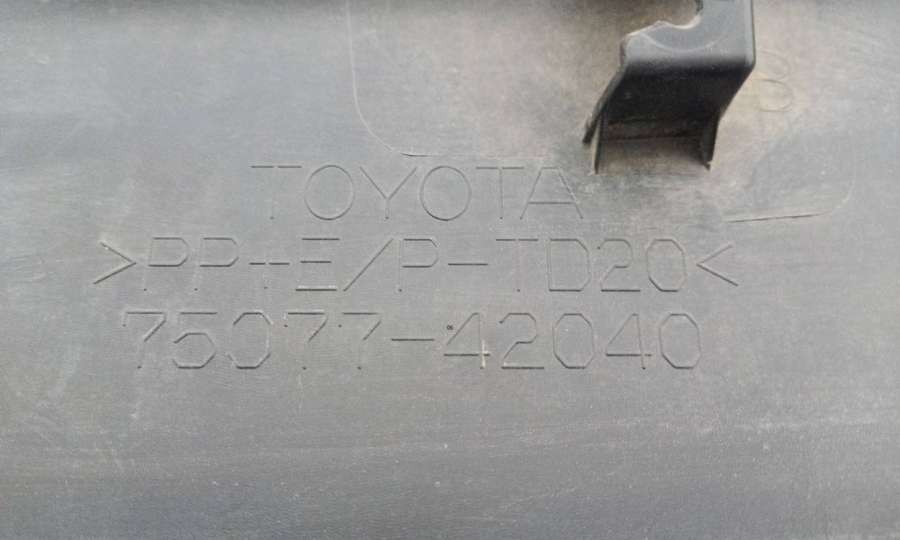 B
TOYOTA
>PP+E/P-TD20<
75077-42040